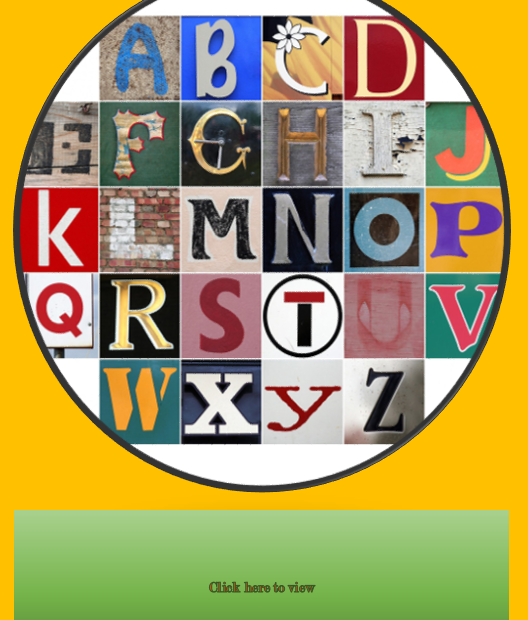 A B C D
E F G H I J
K L M N O P
Q R S T U V
W X y Z
Click here to view